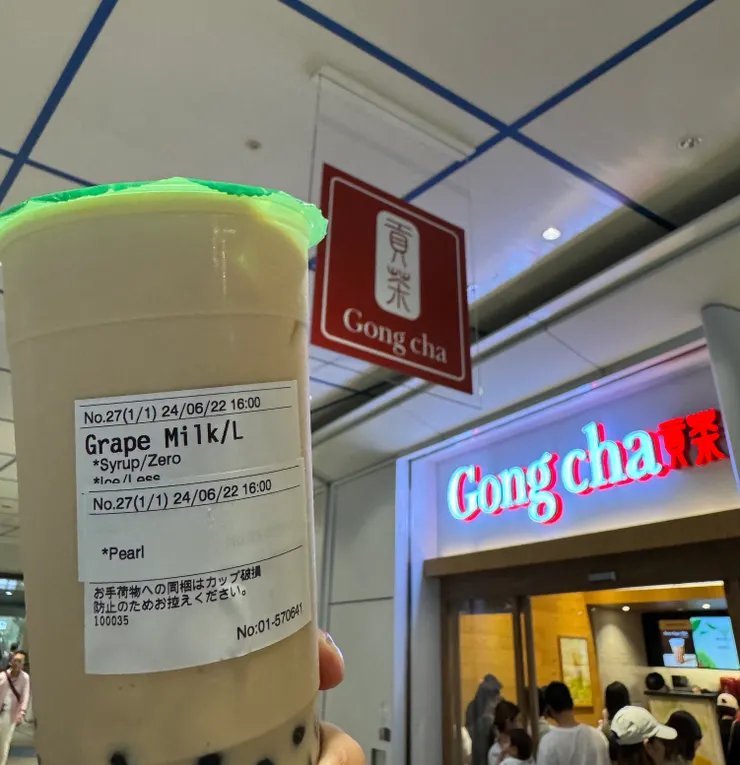 貢茶
Gong cha
Gong cha貢茶
No.27(1/1) 24/06/22 16:00
Grape Milk/L
*Syrup/Zero
*Ice/Less
No.27(1/1) 24/06/22 16:00
*Pearl
お手荷物への同梱はカップ破損
防止のためお控えください。
100035
No:01-570641